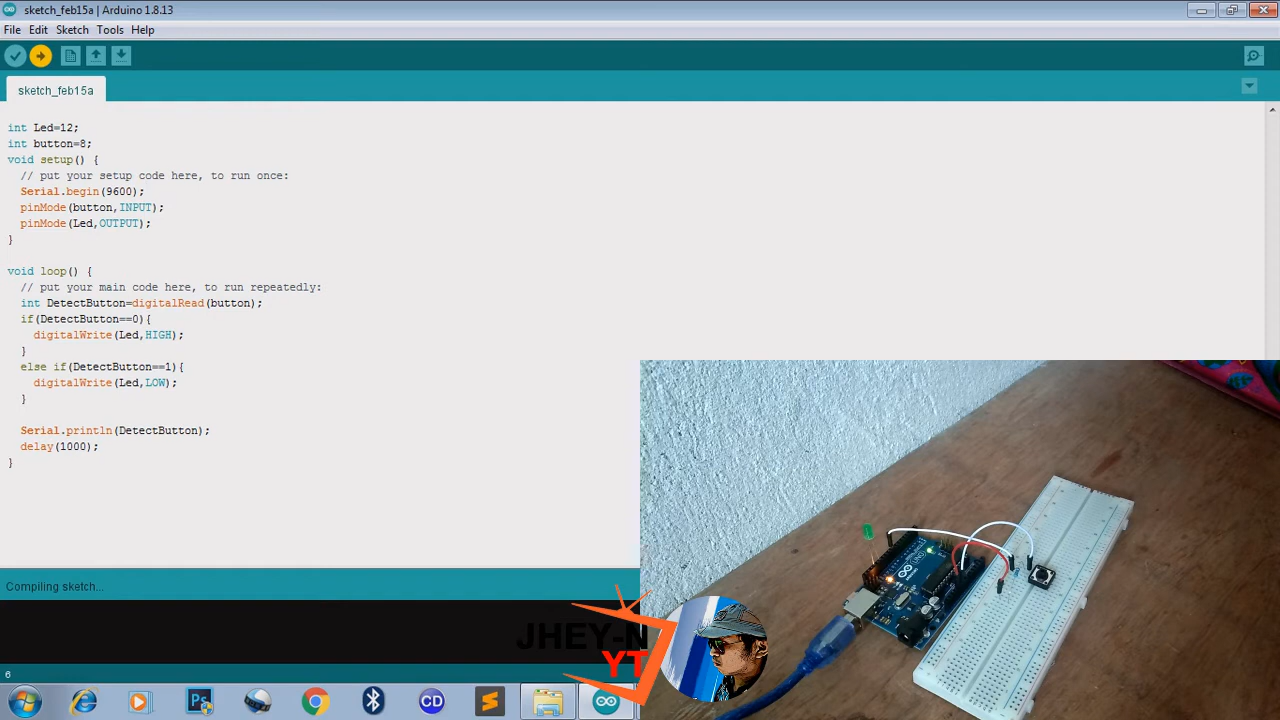 sketch_feb15a | Arduino 1.8.13
File Edit Sketch Tools Help
sketch_feb15a
int Led=12;
int button=8;
void setup() {
// put your setup code here, to run once:
Serial.begin(9600);
pinMode(button,INPUT);
pinMode(Led,OUTPUT);
}
void loop() {
// put your main code here, to run repeatedly:
int DetectButton=digitalRead(button);
if(DetectButton==0){
digitalWrite(Led,HIGH);
}
else if(DetectButton==1){
digitalWrite(Led,LOW);
}
Serial.println(DetectButton);
delay(1000);
}
Compiling sketch...
JHEY-N
YT
6
Ps
CD
UNO